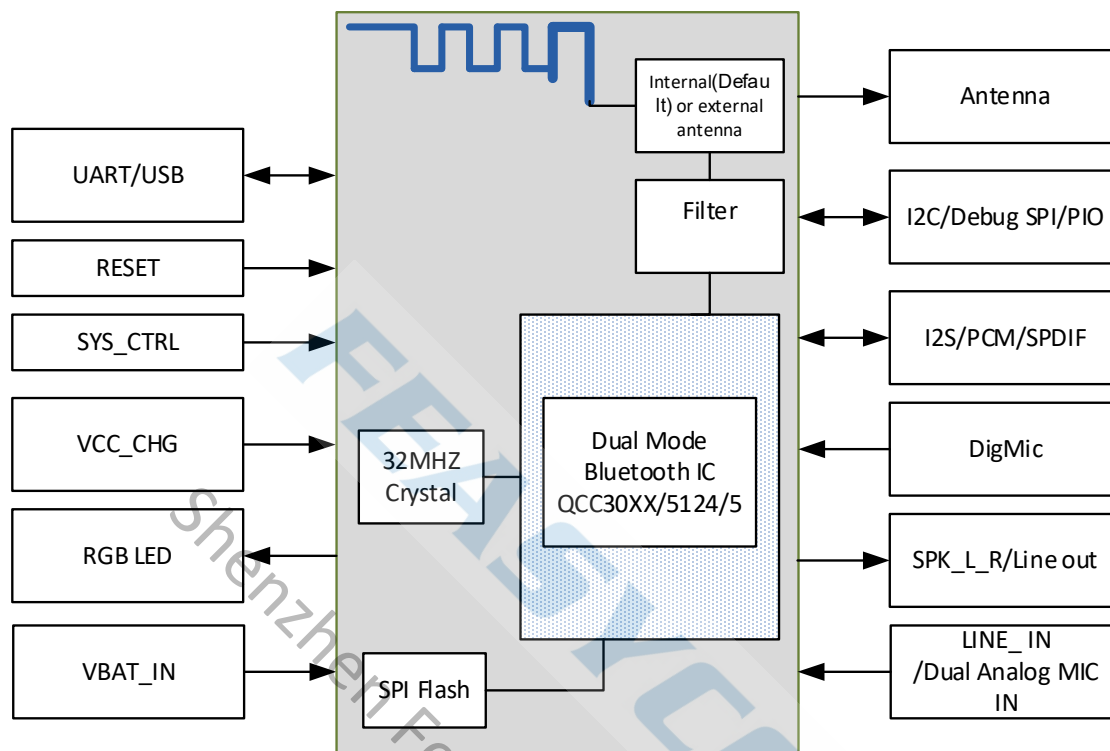 Internal(Defau
lt) or external
antenna
Antenna
UART/USB
Filter
I2C/Debug SPI/PIO
RESET
SYS_CTRL
I2S/PCM/SPDIF
VCC_CHG
32MHZ
Crystal
Dual Mode
Bluetooth IC
QCC30XX/5124/5
DigMic
RGB LED
SPK_L_R/Line out
VBAT_IN
SPI Flash
LINE_ IN
/Dual Analog MIC
IN
FEASYC
Shenzhen Fe